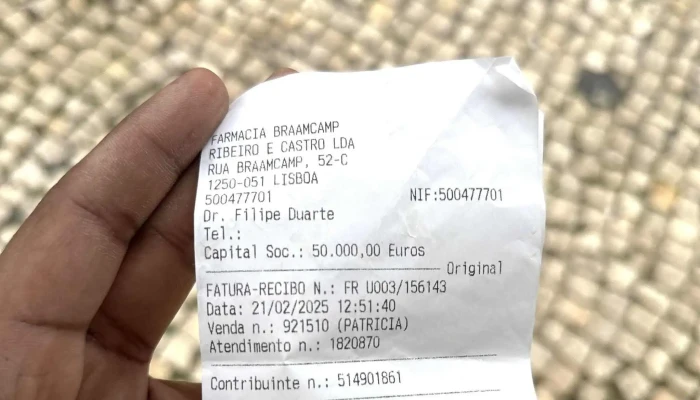 FARMACIA BRAAMCAMP
RIBEIRO E CASTRO LDA
RUA BRAAMCAMP, 52-C
1250-051 LISBOA
500477701 NIF:500477701
Dr. Filipe Duarte
Tel.:
Capital Soc.: 50.000,00 Euros
Original
FATURA-RECIBO N.: FR U003/156143
Data: 21/02/2025 12:51:40
Venda n.: 921510 (PATRICIA)
Atendimento n.: 1820870
Contribuinte n.: 514901861